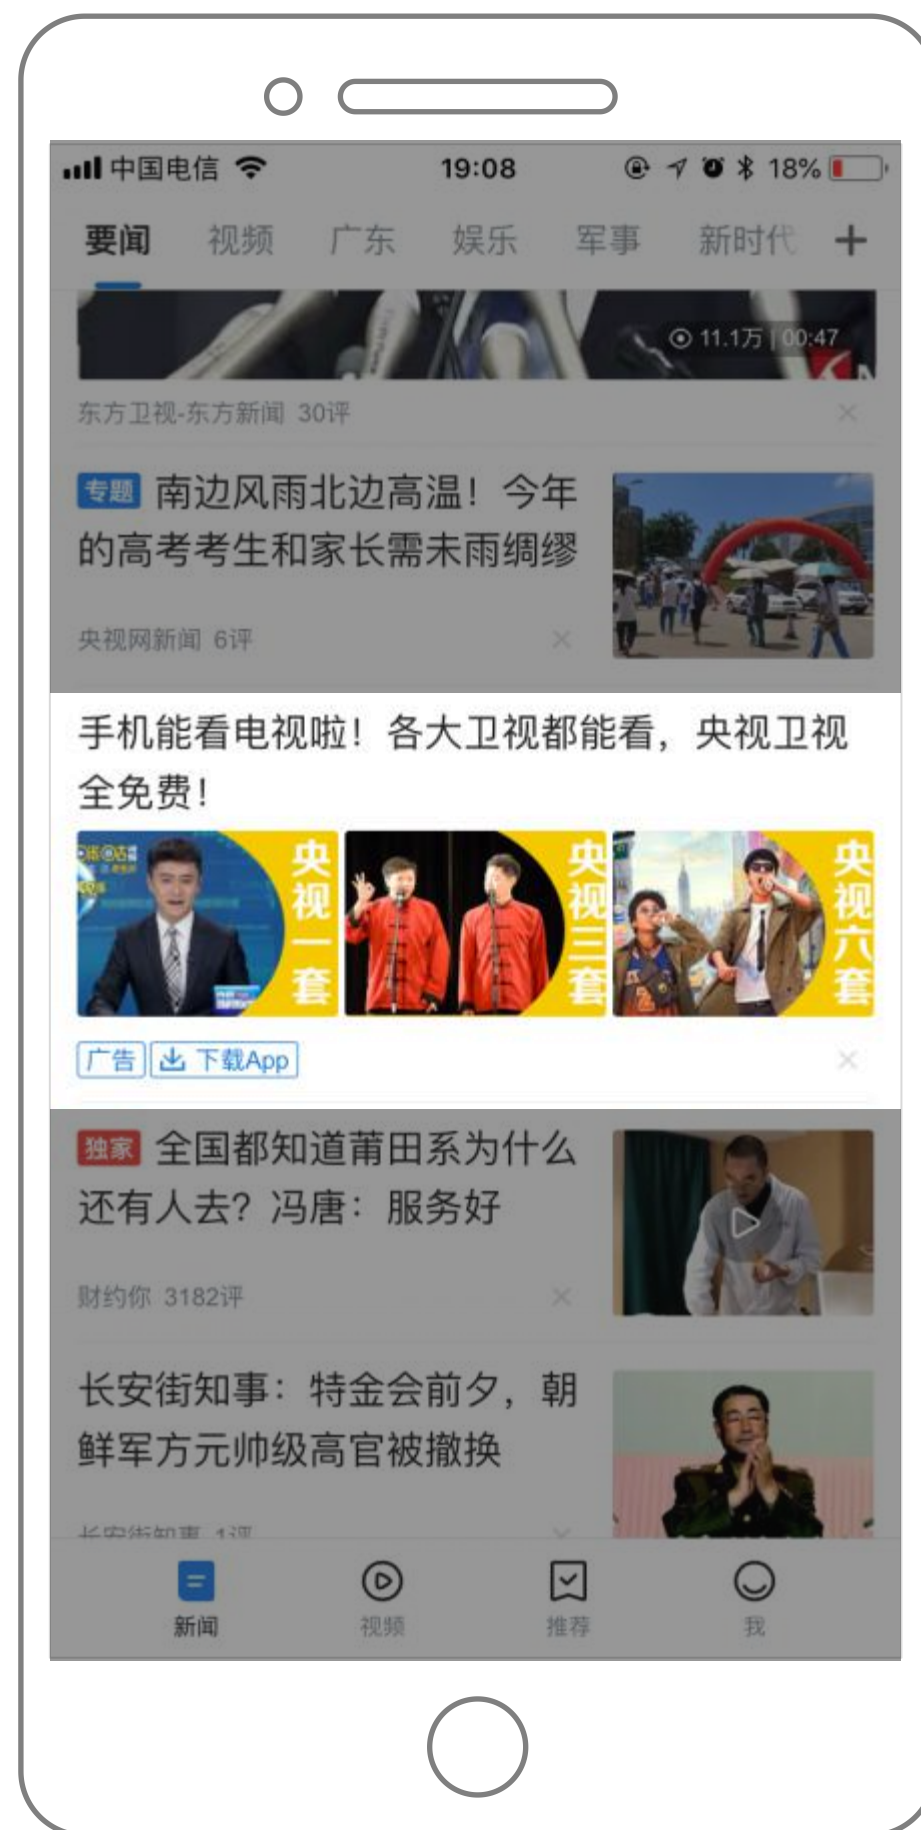 中国电信 19:08 18%
要闻 视频 广东 娱乐 军事 新时代
11.1万 | 00:47
东方卫视-东方新闻 30评
专题 南边风雨北边高温！今年
的高考考生和家长需未雨绸缪
央视网新闻 6评
手机能看电视啦！各大卫视都能看，央视卫视
全免费！
央视一套
央视三套
央视六套
广告 下载App
独家 全国都知道莆田系为什么
还有人去？冯唐：服务好
财约你 3182评
长安街知事：特金会前夕，朝
鲜军方元帅级高官被撤换
长安街知事 1评
新闻 视频 推荐 我